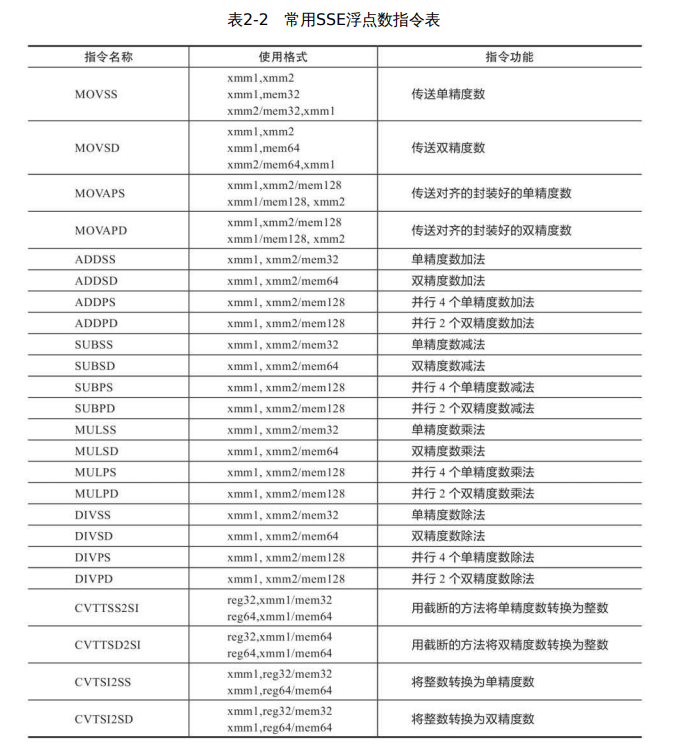 表2-2 常用SSE浮点数指令表
指令名称 使用格式 指令功能
xmm1,xmm2
MOVSS xmm1,mem32 传送单精度数
xmm2/mem32,xmm1
xmm1,xmm2
MOVSD xmm1,mem64 传送双精度数
xmm2/mem64,xmm1
MOVAPS xmm1,xmm2/mem128 传送对齐的封装好的单精度数
xmm1/mem128, xmm2
MOVAPD xmm1,xmm2/mem128 传送对齐的封装好的双精度数
xmm1/mem128, xmm2
ADDSS xmm1, xmm2/mem32 单精度数加法
ADDSD xmm1, xmm2/mem64 双精度数加法
ADDPS xmm1, xmm2/mem128 并行 4 个单精度数加法
ADDPD xmm1, xmm2/mem128 并行 2 个双精度数加法
SUBSS xmm1, xmm2/mem32 单精度数减法
SUBSD xmm1, xmm2/mem64 双精度数减法
SUBPS xmm1, xmm2/mem128 并行 4 个单精度数减法
SUBPD xmm1, xmm2/mem128 并行 2 个双精度数减法
MULSS xmm1, xmm2/mem32 单精度数乘法
MULSD xmm1, xmm2/mem64 双精度数乘法
MULPS xmm1, xmm2/mem128 并行 4 个单精度数乘法
MULPD xmm1, xmm2/mem128 并行 2 个双精度数乘法
DIVSS xmm1, xmm2/mem32 单精度数除法
DIVSD xmm1, xmm2/mem64 双精度数除法
DIVPS xmm1, xmm2/mem128 并行 4 个单精度数除法
DIVPD xmm1, xmm2/mem128 并行 2 个双精度数除法
CVTTSS2SI reg32,xmm1/mem32 用截断的方法将单精度数转换为整数
reg64,xmm1/mem64
CVTTSD2SI reg32,xmm1/mem64 用截断的方法将双精度数转换为整数
reg64,xmm1/mem64
CVTSI2SS xmm1,reg32/mem32 将整数转换为单精度数
xmm1,reg64/mem64
CVTSI2SD xmm1,reg32/mem32 将整数转换为双精度数
xmm1,reg64/mem64